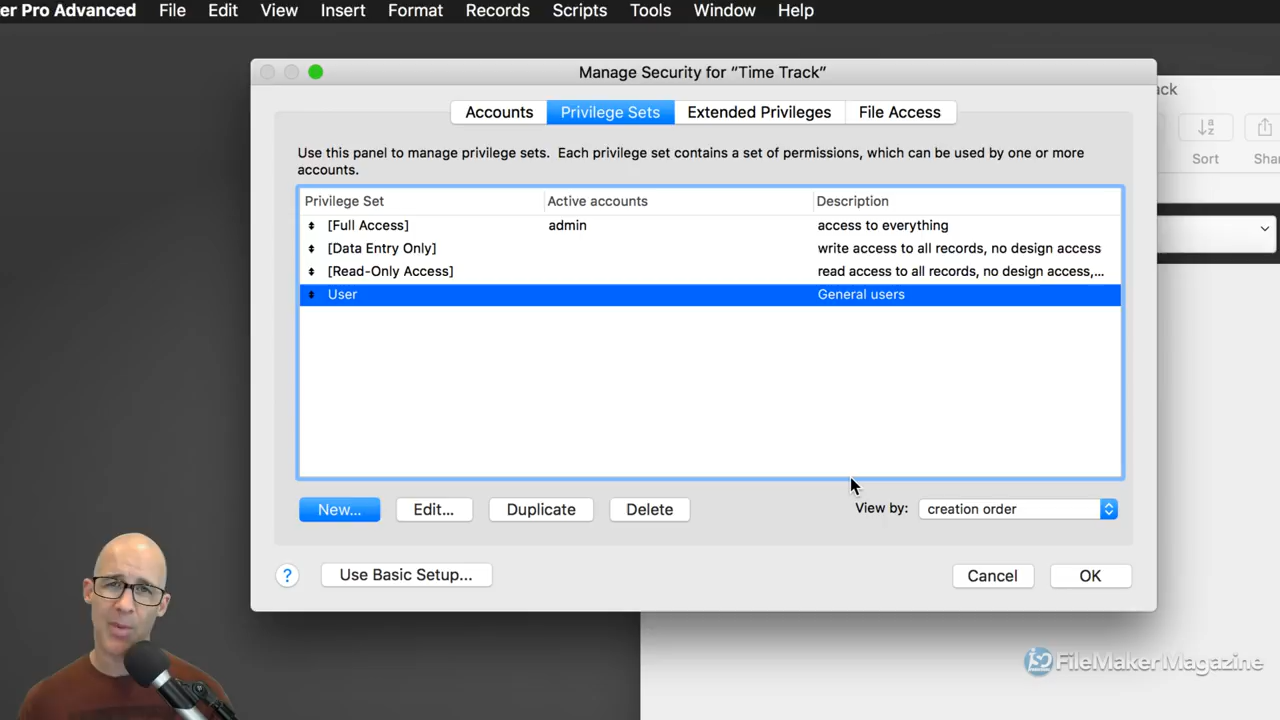 er Pro Advanced File Edit View Insert Format Records Scripts Tools Window Help
Manage Security for “Time Track”
ck
Accounts Privilege Sets Extended Privileges File Access
Use this panel to manage privilege sets. Each privilege set contains a set of permissions, which can be used by one or more
accounts.
Sort Shar
Privilege Set Active accounts Description
[Full Access] admin access to everything
[Data Entry Only] write access to all records, no design access
[Read-Only Access] read access to all records, no design access,...
User General users
New... Edit... Duplicate Delete View by: creation order
? Use Basic Setup... Cancel OK
iso FileMakerMagazine